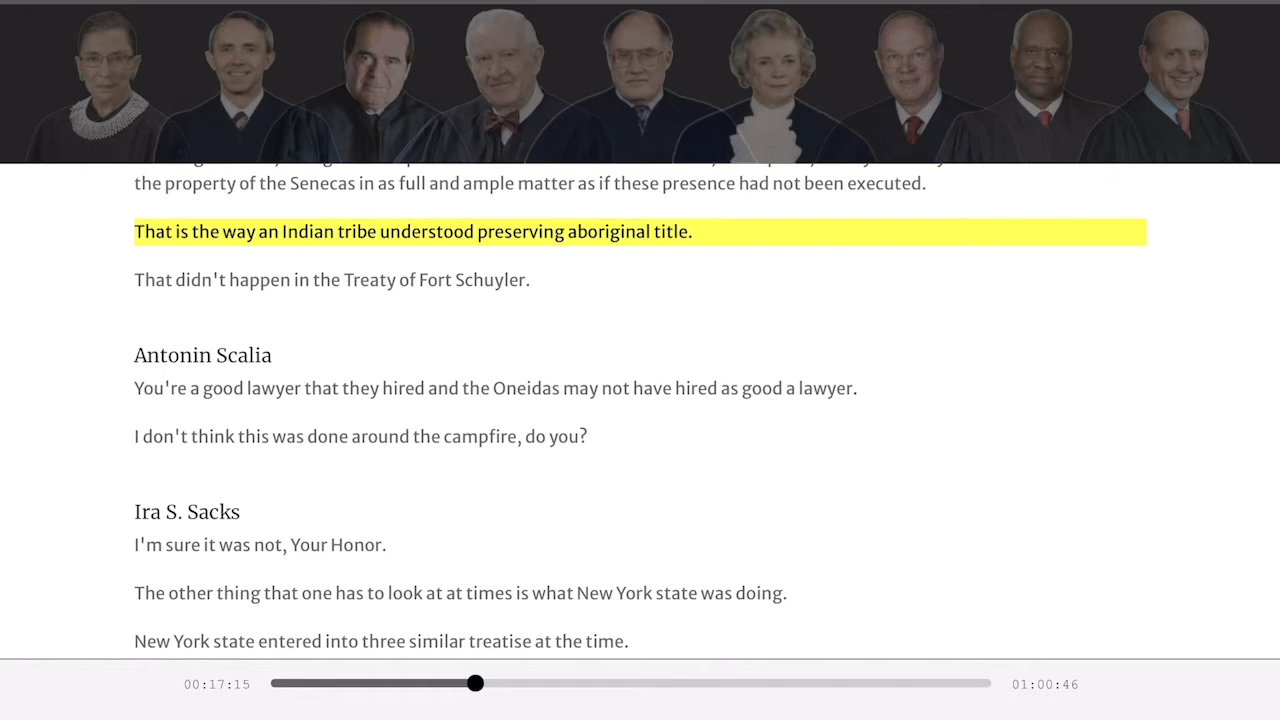 the property of the Senecas in as full and ample matter as if these presence had not been executed.
That is the way an Indian tribe understood preserving aboriginal title.
That didn't happen in the Treaty of Fort Schuyler.
Antonin Scalia
You're a good lawyer that they hired and the Oneidas may not have hired as good a lawyer.
I don't think this was done around the campfire, do you?
Ira S. Sacks
I'm sure it was not, Your Honor.
The other thing that one has to look at at times is what New York state was doing.
New York state entered into three similar treatise at the time.
00:17:15
01:00:46